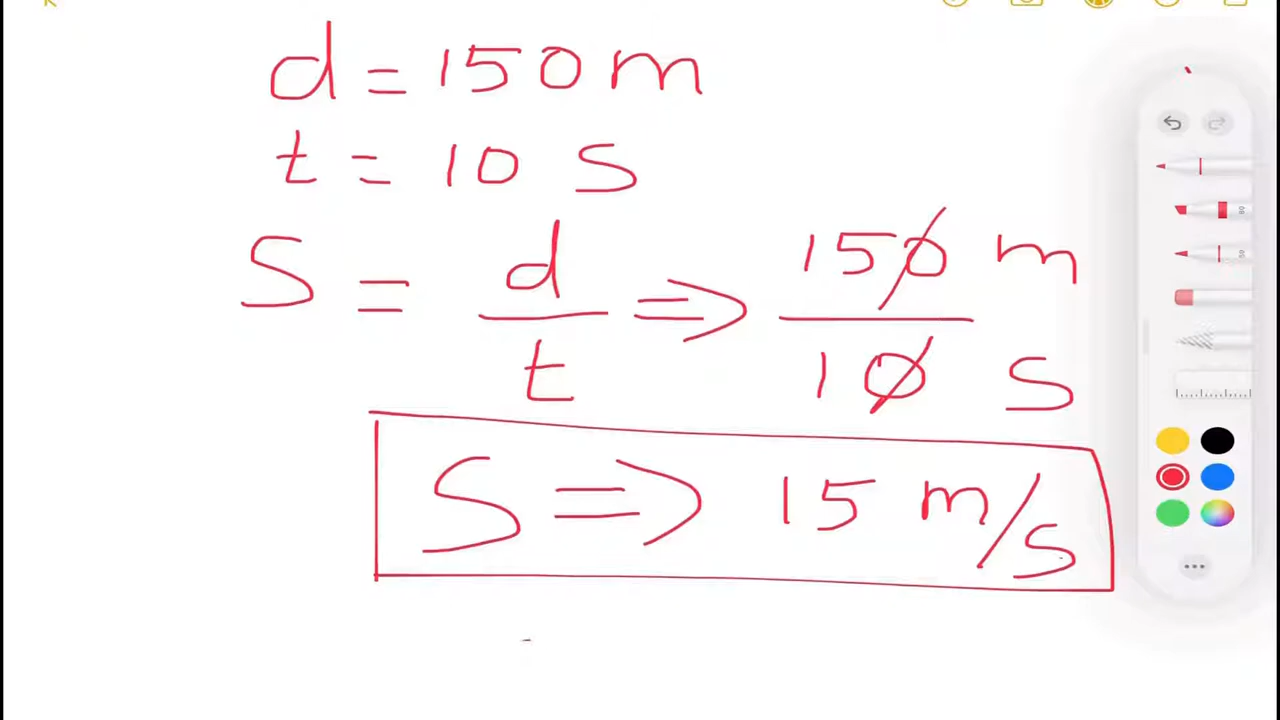 d = 150 m
t = 10 S
S = d/t => 150 m / 10 S
S => 15 m/s